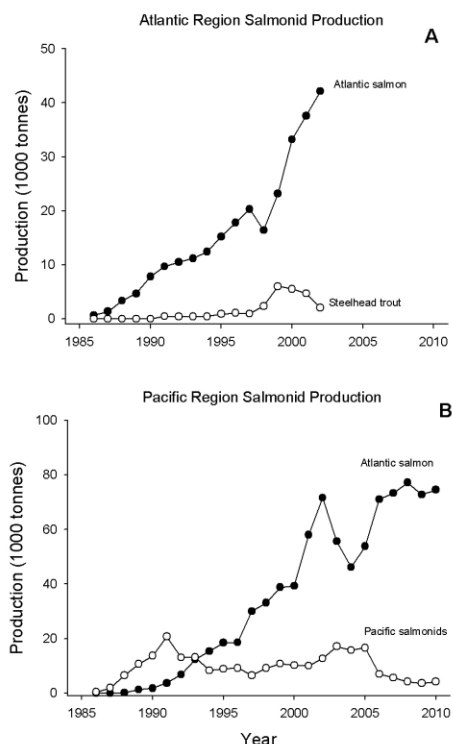 Atlantic Region Salmonid Production
A
50
40
30
20
10
0
Production (1000 tonnes)
Atlantic salmon
Steelhead trout
1985 1990 1995 2000 2005 2010
Pacific Region Salmonid Production
B
100
80
60
40
20
0
Production (1000 tonnes)
Atlantic salmon
Pacific salmonids
1985 1990 1995 2000 2005 2010
Year